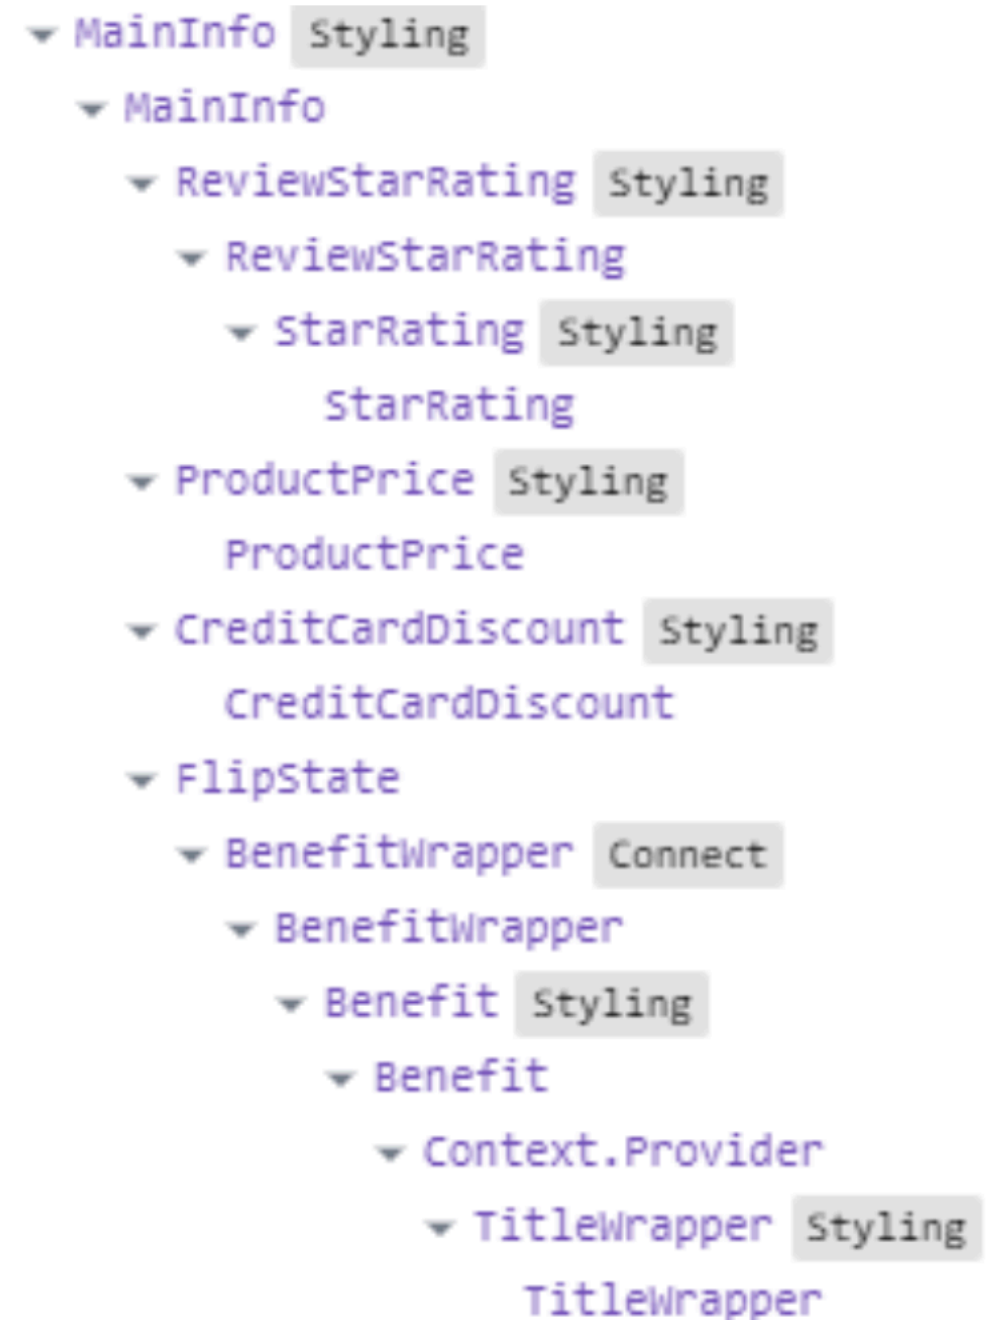 MainInfo Styling
MainInfo
ReviewStarRating Styling
ReviewStarRating
StarRating Styling
StarRating
ProductPrice Styling
ProductPrice
CreditCardDiscount Styling
CreditCardDiscount
FlipState
BenefitWrapper Connect
BenefitWrapper
Benefit Styling
Benefit
Context.Provider
TitleWrapper Styling
TitleWrapper